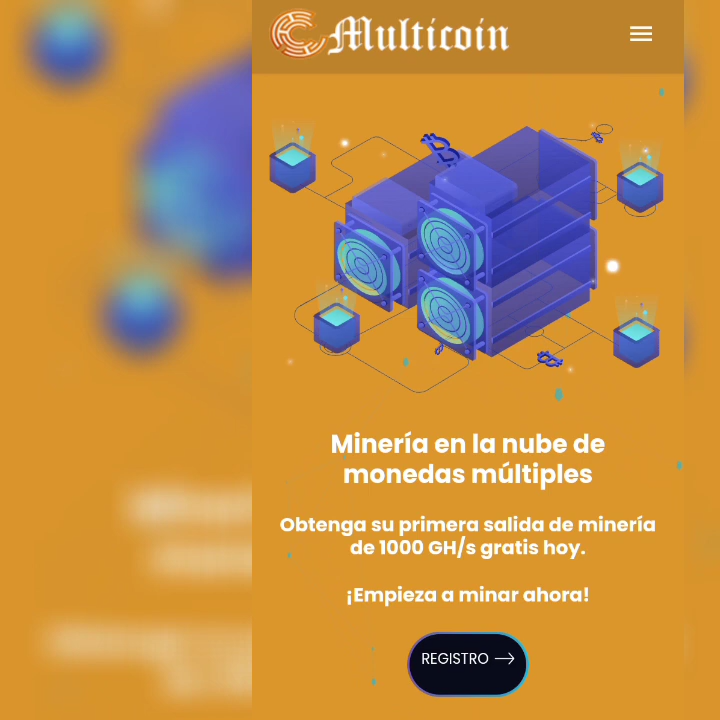 Multicoin
Minería en la nube de
monedas múltiples
Obtenga su primera salida de minería
de 1000 GH/s gratis hoy.
¡Empieza a minar ahora!
REGISTRO